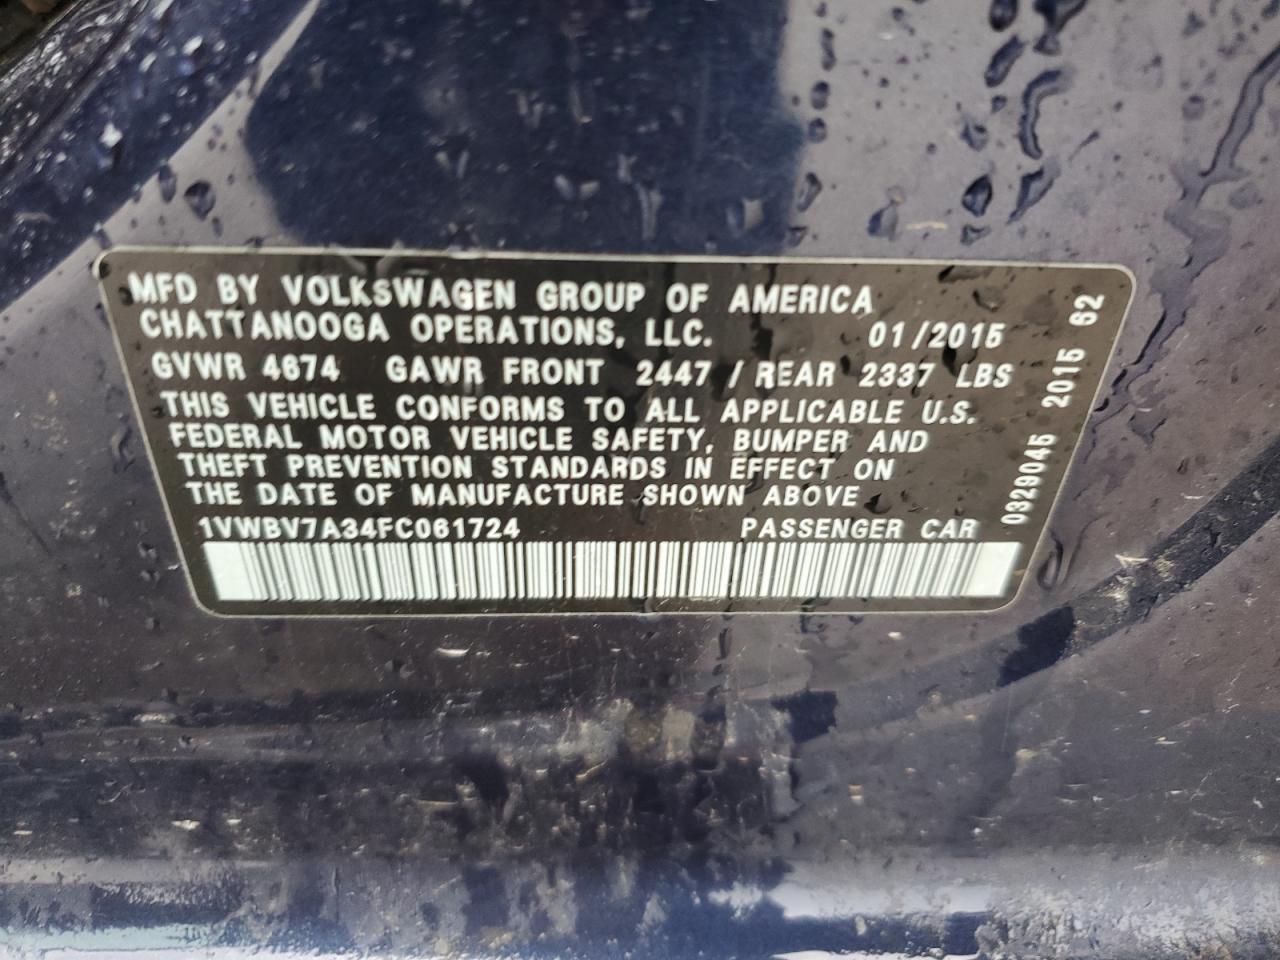 MFD BY VOLKSWAGEN GROUP OF AMERICA
CHATTANOOGA OPERATIONS, LLC. 01/2015
GVWR 4674 GAWR FRONT 2447 / REAR 2337 LBS
THIS VEHICLE CONFORMS TO ALL APPLICABLE U.S.
FEDERAL MOTOR VEHICLE SAFETY, BUMPER AND
THEFT PREVENTION STANDARDS IN EFFECT ON
THE DATE OF MANUFACTURE SHOWN ABOVE
1VWBV7A34FC061724 PASSENGER CAR
0329045 2015 62